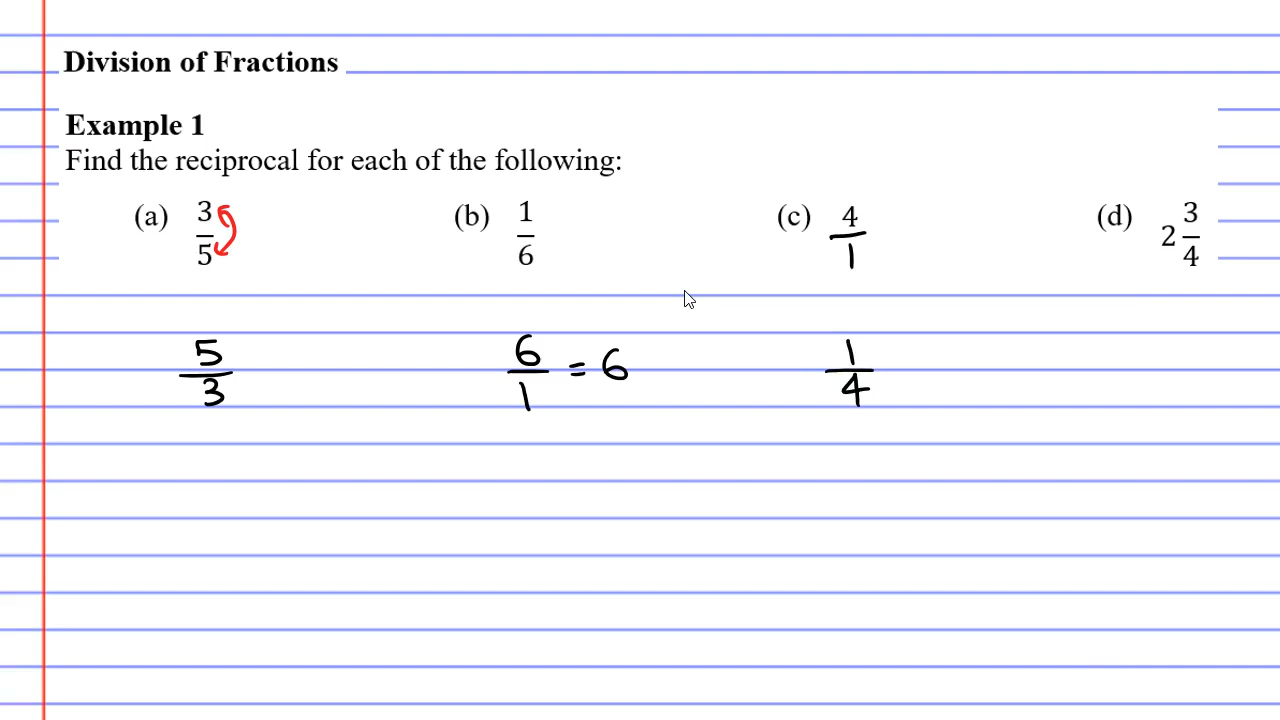 Division of Fractions
Example 1
Find the reciprocal for each of the following:
(a) 3/5 (b) 1/6 (c) 4/1 (d) 2 3/4
5/3 6/1 = 6 1/4